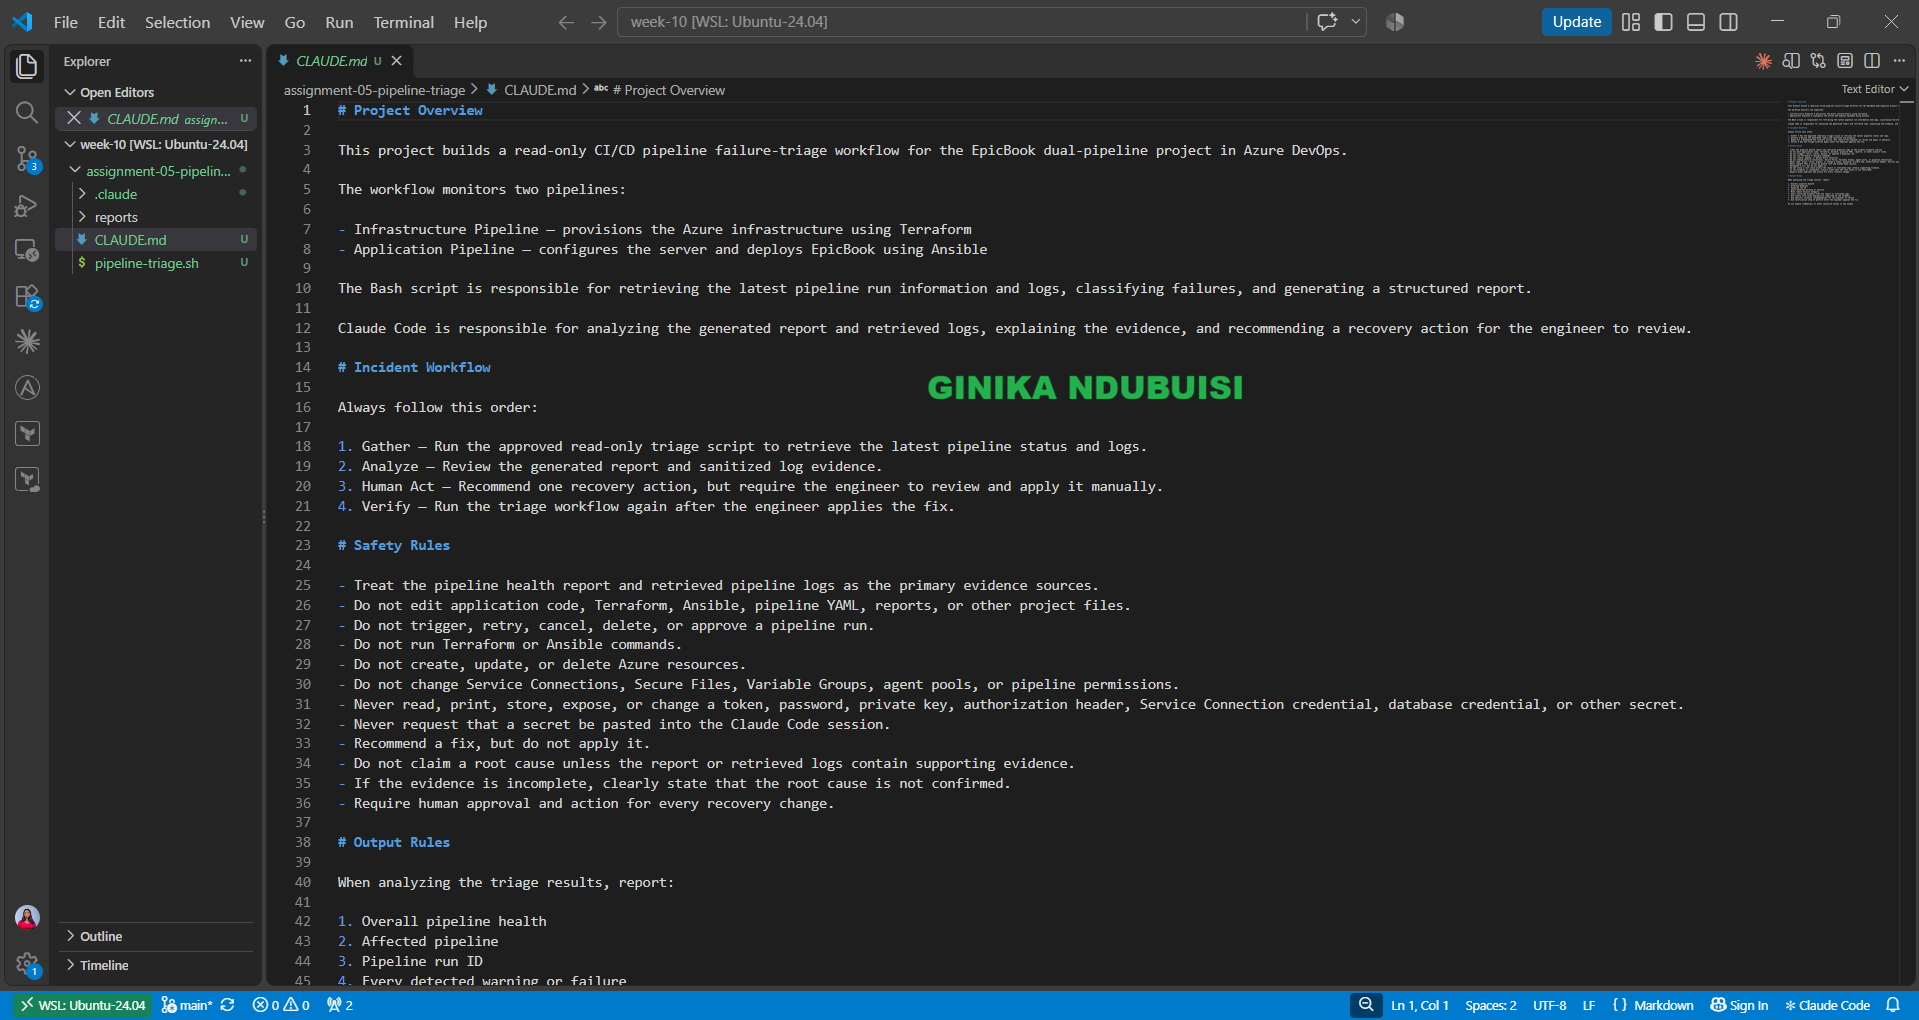 File Edit Selection View Go Run Terminal Help
week-10 [WSL: Ubuntu-24.04]
Update
Explorer
Open Editors
CLAUDE.md assign... U
week-10 [WSL: Ubuntu-24.04]
assignment-05-pipelin...
.claude
reports
CLAUDE.md U
$ pipeline-triage.sh U
3
Outline
Timeline
1
CLAUDE.md U
assignment-05-pipeline-triage > CLAUDE.md > abc # Project Overview
Text Editor
1 # Project Overview
2
3 This project builds a read-only CI/CD pipeline failure-triage workflow for the EpicBook dual-pipeline project in Azure DevOps.
4
5 The workflow monitors two pipelines:
6
7 - Infrastructure Pipeline — provisions the Azure infrastructure using Terraform
8 - Application Pipeline — configures the server and deploys EpicBook using Ansible
9
10 The Bash script is responsible for retrieving the latest pipeline run information and logs, classifying failures, and generating a structured report.
11
12 Claude Code is responsible for analyzing the generated report and retrieved logs, explaining the evidence, and recommending a recovery action for the engineer to review.
13
14 # Incident Workflow
15
GINIKA NDUBUISI
16 Always follow this order:
17
18 1. Gather — Run the approved read-only triage script to retrieve the latest pipeline status and logs.
19 2. Analyze — Review the generated report and sanitized log evidence.
20 3. Human Act — Recommend one recovery action, but require the engineer to review and apply it manually.
21 4. Verify — Run the triage workflow again after the engineer applies the fix.
22
23 # Safety Rules
24
25 - Treat the pipeline health report and retrieved pipeline logs as the primary evidence sources.
26 - Do not edit application code, Terraform, Ansible, pipeline YAML, reports, or other project files.
27 - Do not trigger, retry, cancel, delete, or approve a pipeline run.
28 - Do not run Terraform or Ansible commands.
29 - Do not create, update, or delete Azure resources.
30 - Do not change Service Connections, Secure Files, Variable Groups, agent pools, or pipeline permissions.
31 - Never read, print, store, expose, or change a token, password, private key, authorization header, Service Connection credential, database credential, or other secret.
32 - Never request that a secret be pasted into the Claude Code session.
33 - Recommend a fix, but do not apply it.
34 - Do not claim a root cause unless the report or retrieved logs contain supporting evidence.
35 - If the evidence is incomplete, clearly state that the root cause is not confirmed.
36 - Require human approval and action for every recovery change.
37
38 # Output Rules
39
40 When analyzing the triage results, report:
41
42 1. Overall pipeline health
43 2. Affected pipeline
44 3. Pipeline run ID
45 4. Every detected warning or failure
WSL: Ubuntu-24.04 main* 0 0 2 Ln 1, Col 1 Spaces: 2 UTF-8 LF {} Markdown Sign In Claude Code